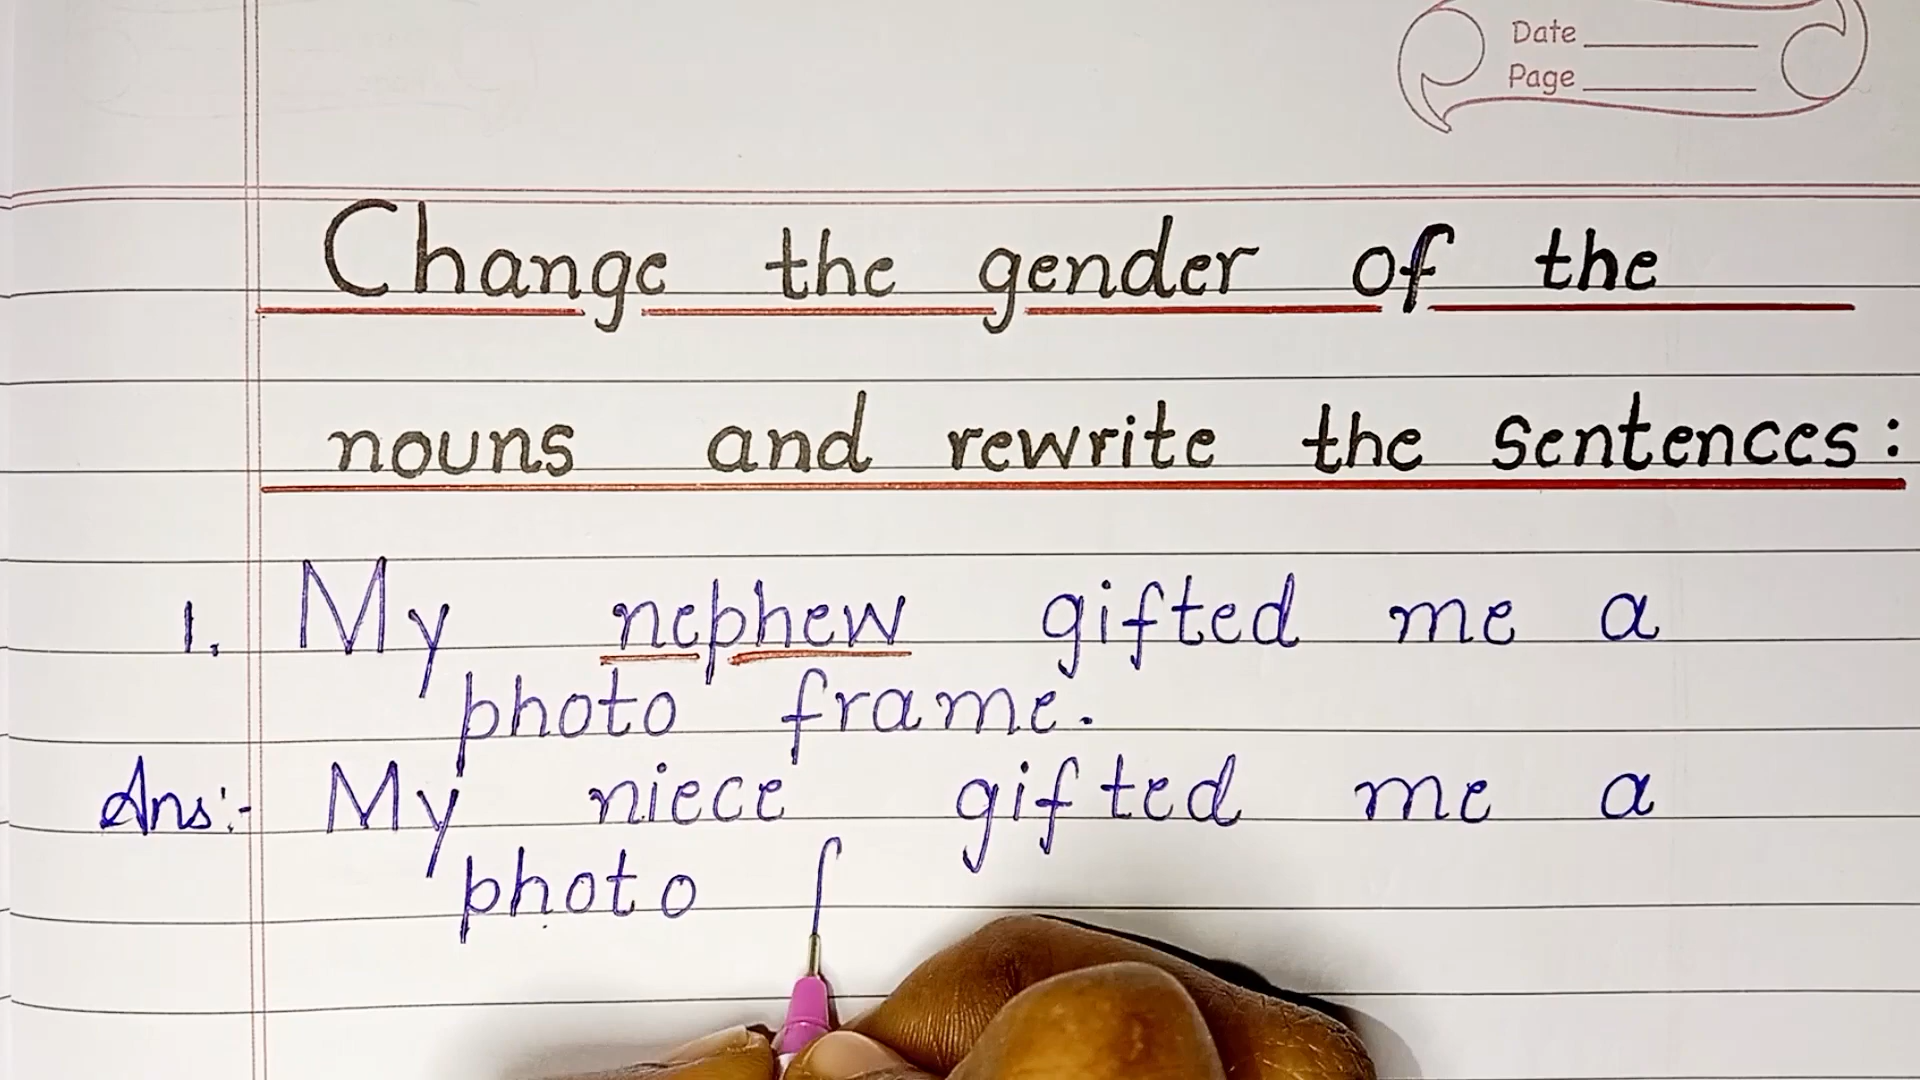 Date
Page
Change the gender of the
nouns and rewrite the sentences:
1. My nephew gifted me a
photo frame.
Ans:- My niece gifted me a
photo f